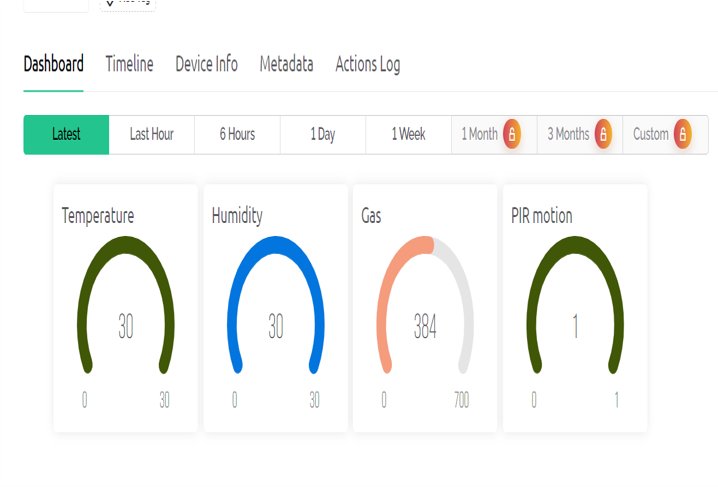 Dashboard Timeline Device Info Metadata Actions Log
Latest Last Hour 6 Hours 1 Day 1 Week 1 Month 3 Months Custom
Temperature Humidity Gas PIR motion
30 30 384 1
0 30 0 30 0 700 0 1